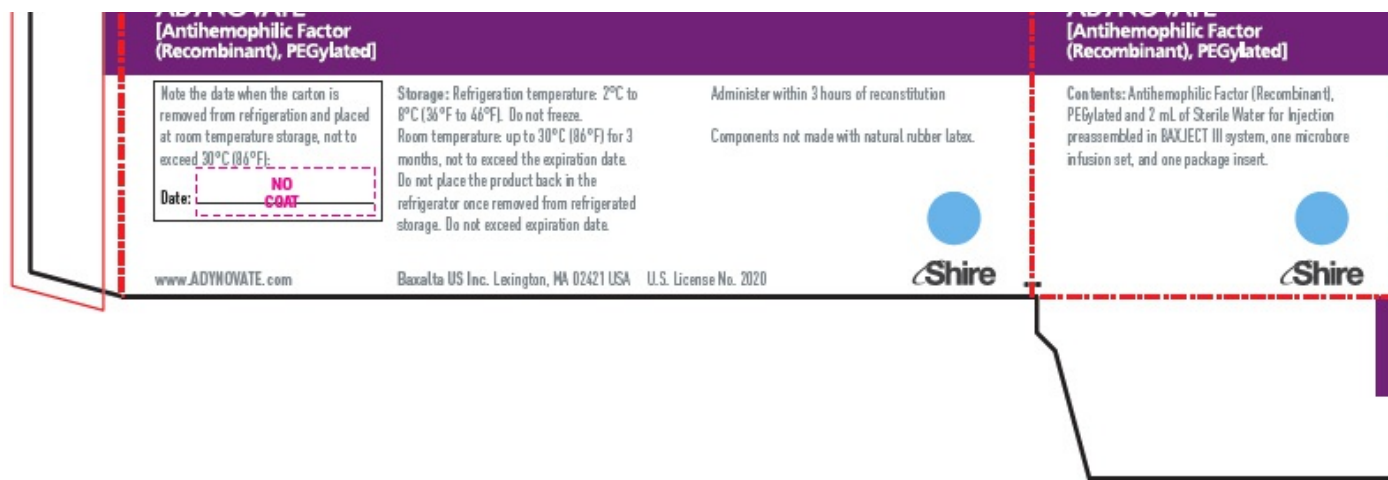 ADYNOVATE
[Antihemophilic Factor
(Recombinant), PEGylated]
Note the date when the carton is
removed from refrigeration and placed
at room temperature storage, not to
exceed 30°C (86°F):
NO
COAT
Date:
Storage: Refrigeration temperature: 2°C to
8°C (36°F to 46°F). Do not freeze.
Room temperature: up to 30°C (86°F) for 3
months, not to exceed the expiration date.
Do not place the product back in the
refrigerator once removed from refrigerated
storage. Do not exceed expiration date.
Administer within 3 hours of reconstitution
Components not made with natural rubber latex.
www.ADYNOVATE.com
Baxalta US Inc. Lexington, MA 02421 USA U.S. License No. 2020
Shire
ADYNOVATE
[Antihemophilic Factor
(Recombinant), PEGylated]
Contents: Antihemophilic Factor (Recombinant),
PEGylated and 2 mL of Sterile Water for Injection
preassembled in BAXJECT III system, one microbore
infusion set, and one package insert.
Shire